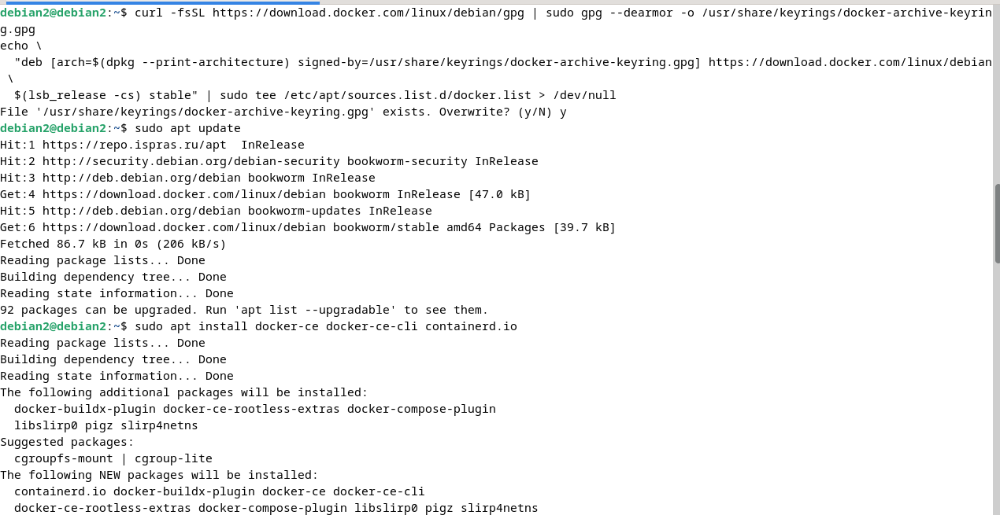 debian2@debian2:~$ curl -fsSL https://download.docker.com/linux/debian/gpg | sudo gpg --dearmor -o /usr/share/keyrings/docker-archive-keyrin
g.gpg
echo \
  "deb [arch=$(dpkg --print-architecture) signed-by=/usr/share/keyrings/docker-archive-keyring.gpg] https://download.docker.com/linux/debian
 \
  $(lsb_release -cs) stable" | sudo tee /etc/apt/sources.list.d/docker.list > /dev/null
File '/usr/share/keyrings/docker-archive-keyring.gpg' exists. Overwrite? (y/N) y
debian2@debian2:~$ sudo apt update
Hit:1 https://repo.ispras.ru/apt  InRelease
Hit:2 http://security.debian.org/debian-security bookworm-security InRelease
Hit:3 http://deb.debian.org/debian bookworm InRelease
Get:4 https://download.docker.com/linux/debian bookworm InRelease [47.0 kB]
Hit:5 http://deb.debian.org/debian bookworm-updates InRelease
Get:6 https://download.docker.com/linux/debian bookworm/stable amd64 Packages [39.7 kB]
Fetched 86.7 kB in 0s (206 kB/s)
Reading package lists... Done
Building dependency tree... Done
Reading state information... Done
92 packages can be upgraded. Run 'apt list --upgradable' to see them.
debian2@debian2:~$ sudo apt install docker-ce docker-ce-cli containerd.io
Reading package lists... Done
Building dependency tree... Done
Reading state information... Done
The following additional packages will be installed:
  docker-buildx-plugin docker-ce-rootless-extras docker-compose-plugin
  libslirp0 pigz slirp4netns
Suggested packages:
  cgroupfs-mount | cgroup-lite
The following NEW packages will be installed:
  containerd.io docker-buildx-plugin docker-ce docker-ce-cli
  docker-ce-rootless-extras docker-compose-plugin libslirp0 pigz slirp4netns